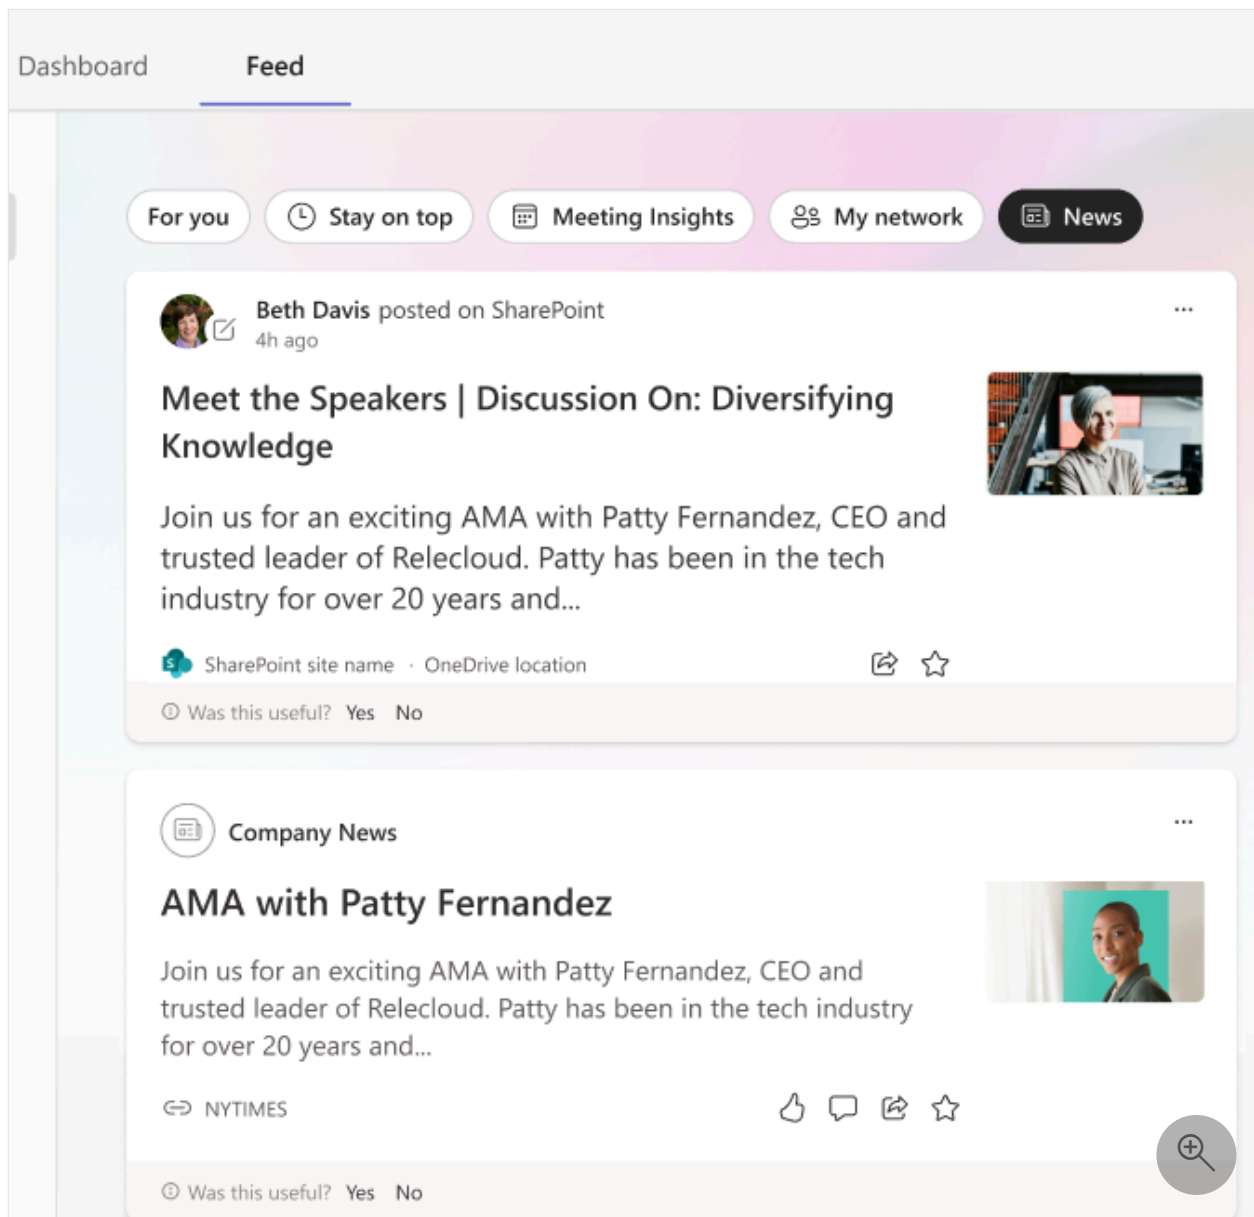 Dashboard
Feed
For you
Stay on top
Meeting Insights
My network
News
Beth Davis posted on SharePoint
4h ago
...
Meet the Speakers | Discussion On: Diversifying
Knowledge
Join us for an exciting AMA with Patty Fernandez, CEO and
trusted leader of Relecloud. Patty has been in the tech
industry for over 20 years and...
S
SharePoint site name · OneDrive location
Was this useful? Yes No
Company News
...
AMA with Patty Fernandez
Join us for an exciting AMA with Patty Fernandez, CEO and
trusted leader of Relecloud. Patty has been in the tech industry
for over 20 years and...
NYTIMES
Was this useful? Yes No